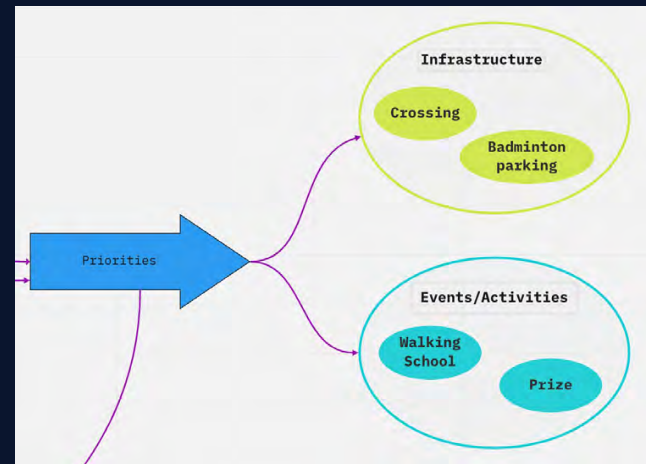 Infrastructure
Crossing
Badminton
parking
Priorities
Events/Activities
Walking
School
Prize